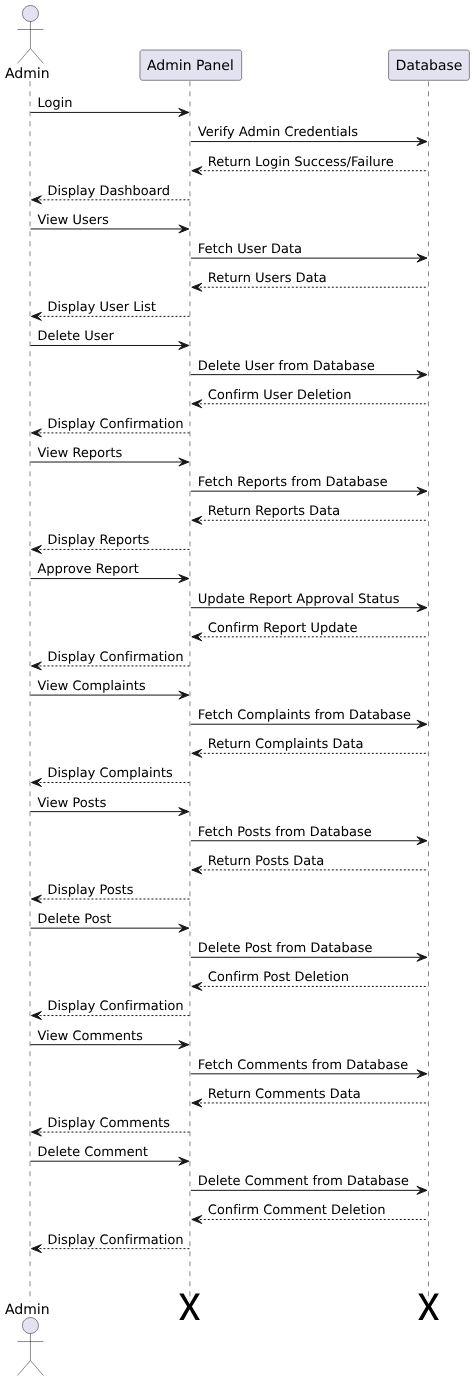 Admin
Admin Panel
Database
Login
Verify Admin Credentials
Return Login Success/Failure
Display Dashboard
View Users
Fetch User Data
Return Users Data
Display User List
Delete User
Delete User from Database
Confirm User Deletion
Display Confirmation
View Reports
Fetch Reports from Database
Return Reports Data
Display Reports
Approve Report
Update Report Approval Status
Confirm Report Update
Display Confirmation
View Complaints
Fetch Complaints from Database
Return Complaints Data
Display Complaints
View Posts
Fetch Posts from Database
Return Posts Data
Display Posts
Delete Post
Delete Post from Database
Confirm Post Deletion
Display Confirmation
View Comments
Fetch Comments from Database
Return Comments Data
Display Comments
Delete Comment
Delete Comment from Database
Confirm Comment Deletion
Display Confirmation
Admin
X
X